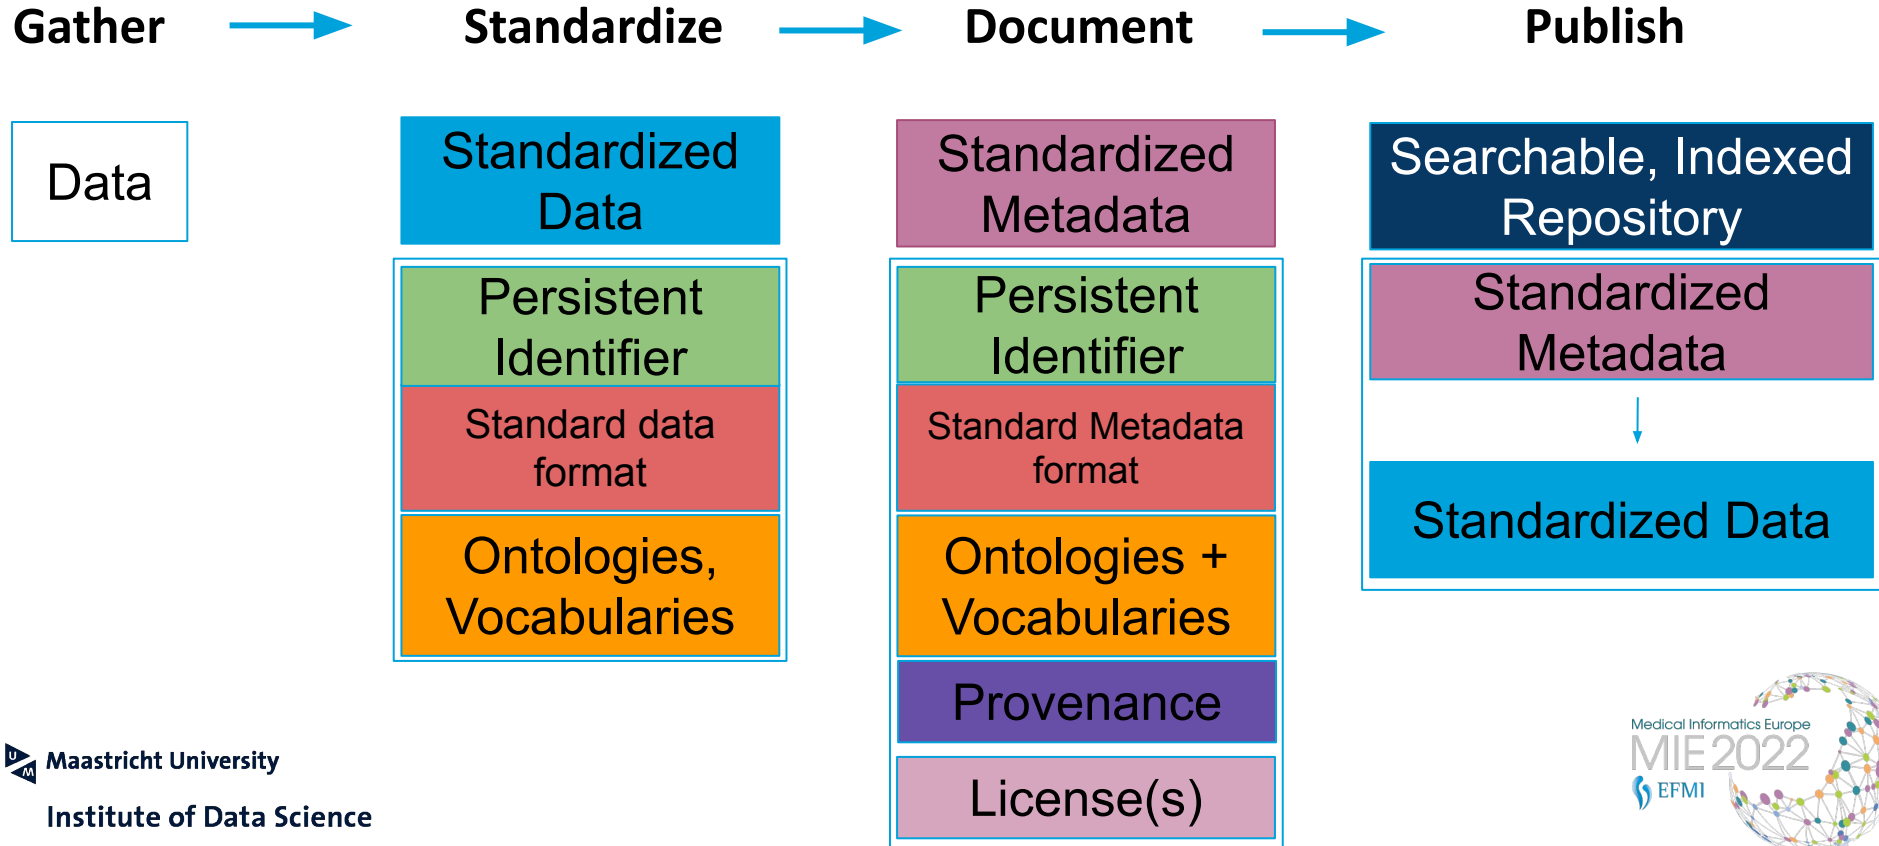 Gather
Standardize
Document
Publish
Data
Standardized
Data
Persistent
Identifier
Standard data
format
Ontologies,
Vocabularies
Standardized
Metadata
Persistent
Identifier
Standard Metadata
format
Ontologies +
Vocabularies
Provenance
License(s)
Searchable, Indexed
Repository
Standardized
Metadata
Standardized Data
U
M
Maastricht University
Institute of Data Science
Medical Informatics Europe
MIE 2022
EFMI